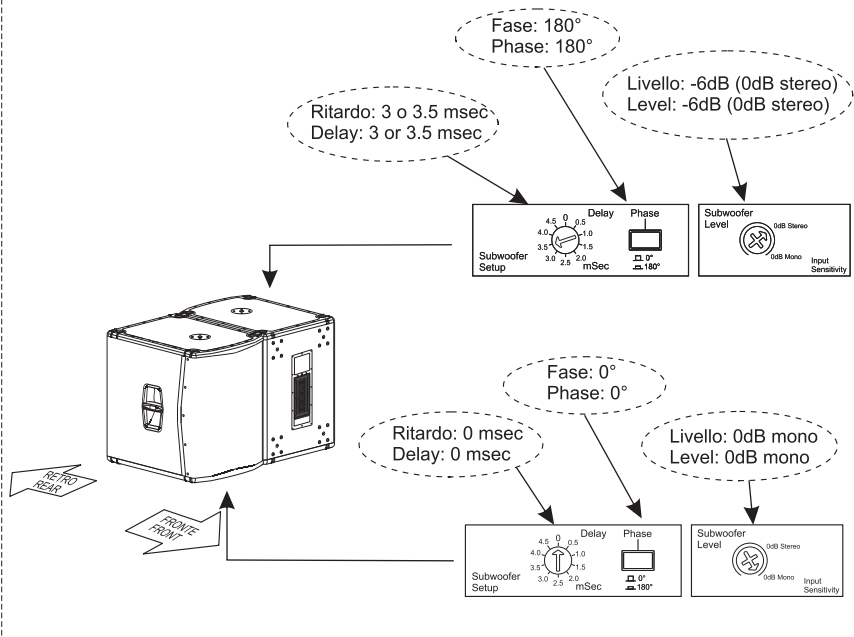 Fase: 180°
Phase: 180°
Livello: -6dB (0dB stereo)
Level: -6dB (0dB stereo)
Ritardo: 3 o 3.5 msec
Delay: 3 or 3.5 msec
Subwoofer
Setup
Delay
0
0.5
1.0
1.5
2.0
2.5
3.0
3.5
4.0
4.5
mSec
Phase
0°
180°
Subwoofer
Level
0dB Stereo
0dB Mono
Input
Sensitivity
RETRO
REAR
FRONTE
FRONT
Fase: 0°
Phase: 0°
Ritardo: 0 msec
Delay: 0 msec
Livello: 0dB mono
Level: 0dB mono
Subwoofer
Setup
Delay
0
0.5
1.0
1.5
2.0
2.5
3.0
3.5
4.0
4.5
mSec
Phase
0°
180°
Subwoofer
Level
0dB Stereo
0dB Mono
Input
Sensitivity